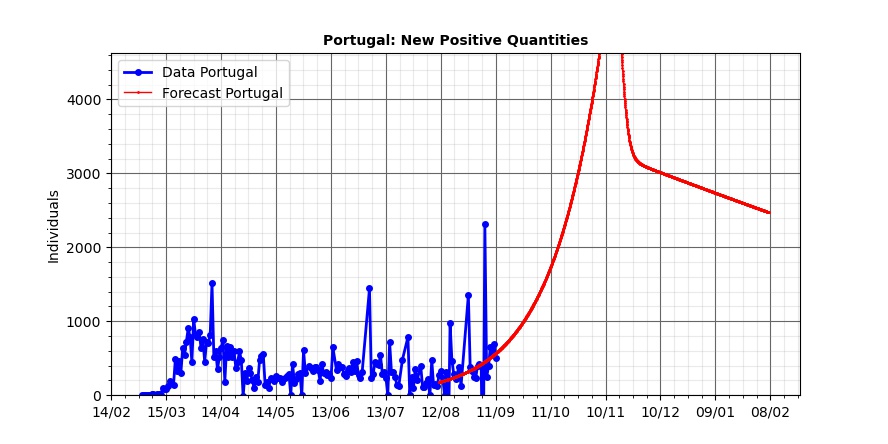 Portugal: New Positive Quantities
Data Portugal
Forecast Portugal
Individuals
4000
3000
2000
1000
0
14/02 15/03 14/04 14/05 13/06 13/07 12/08 11/09 11/10 10/11 10/12 09/01 08/02